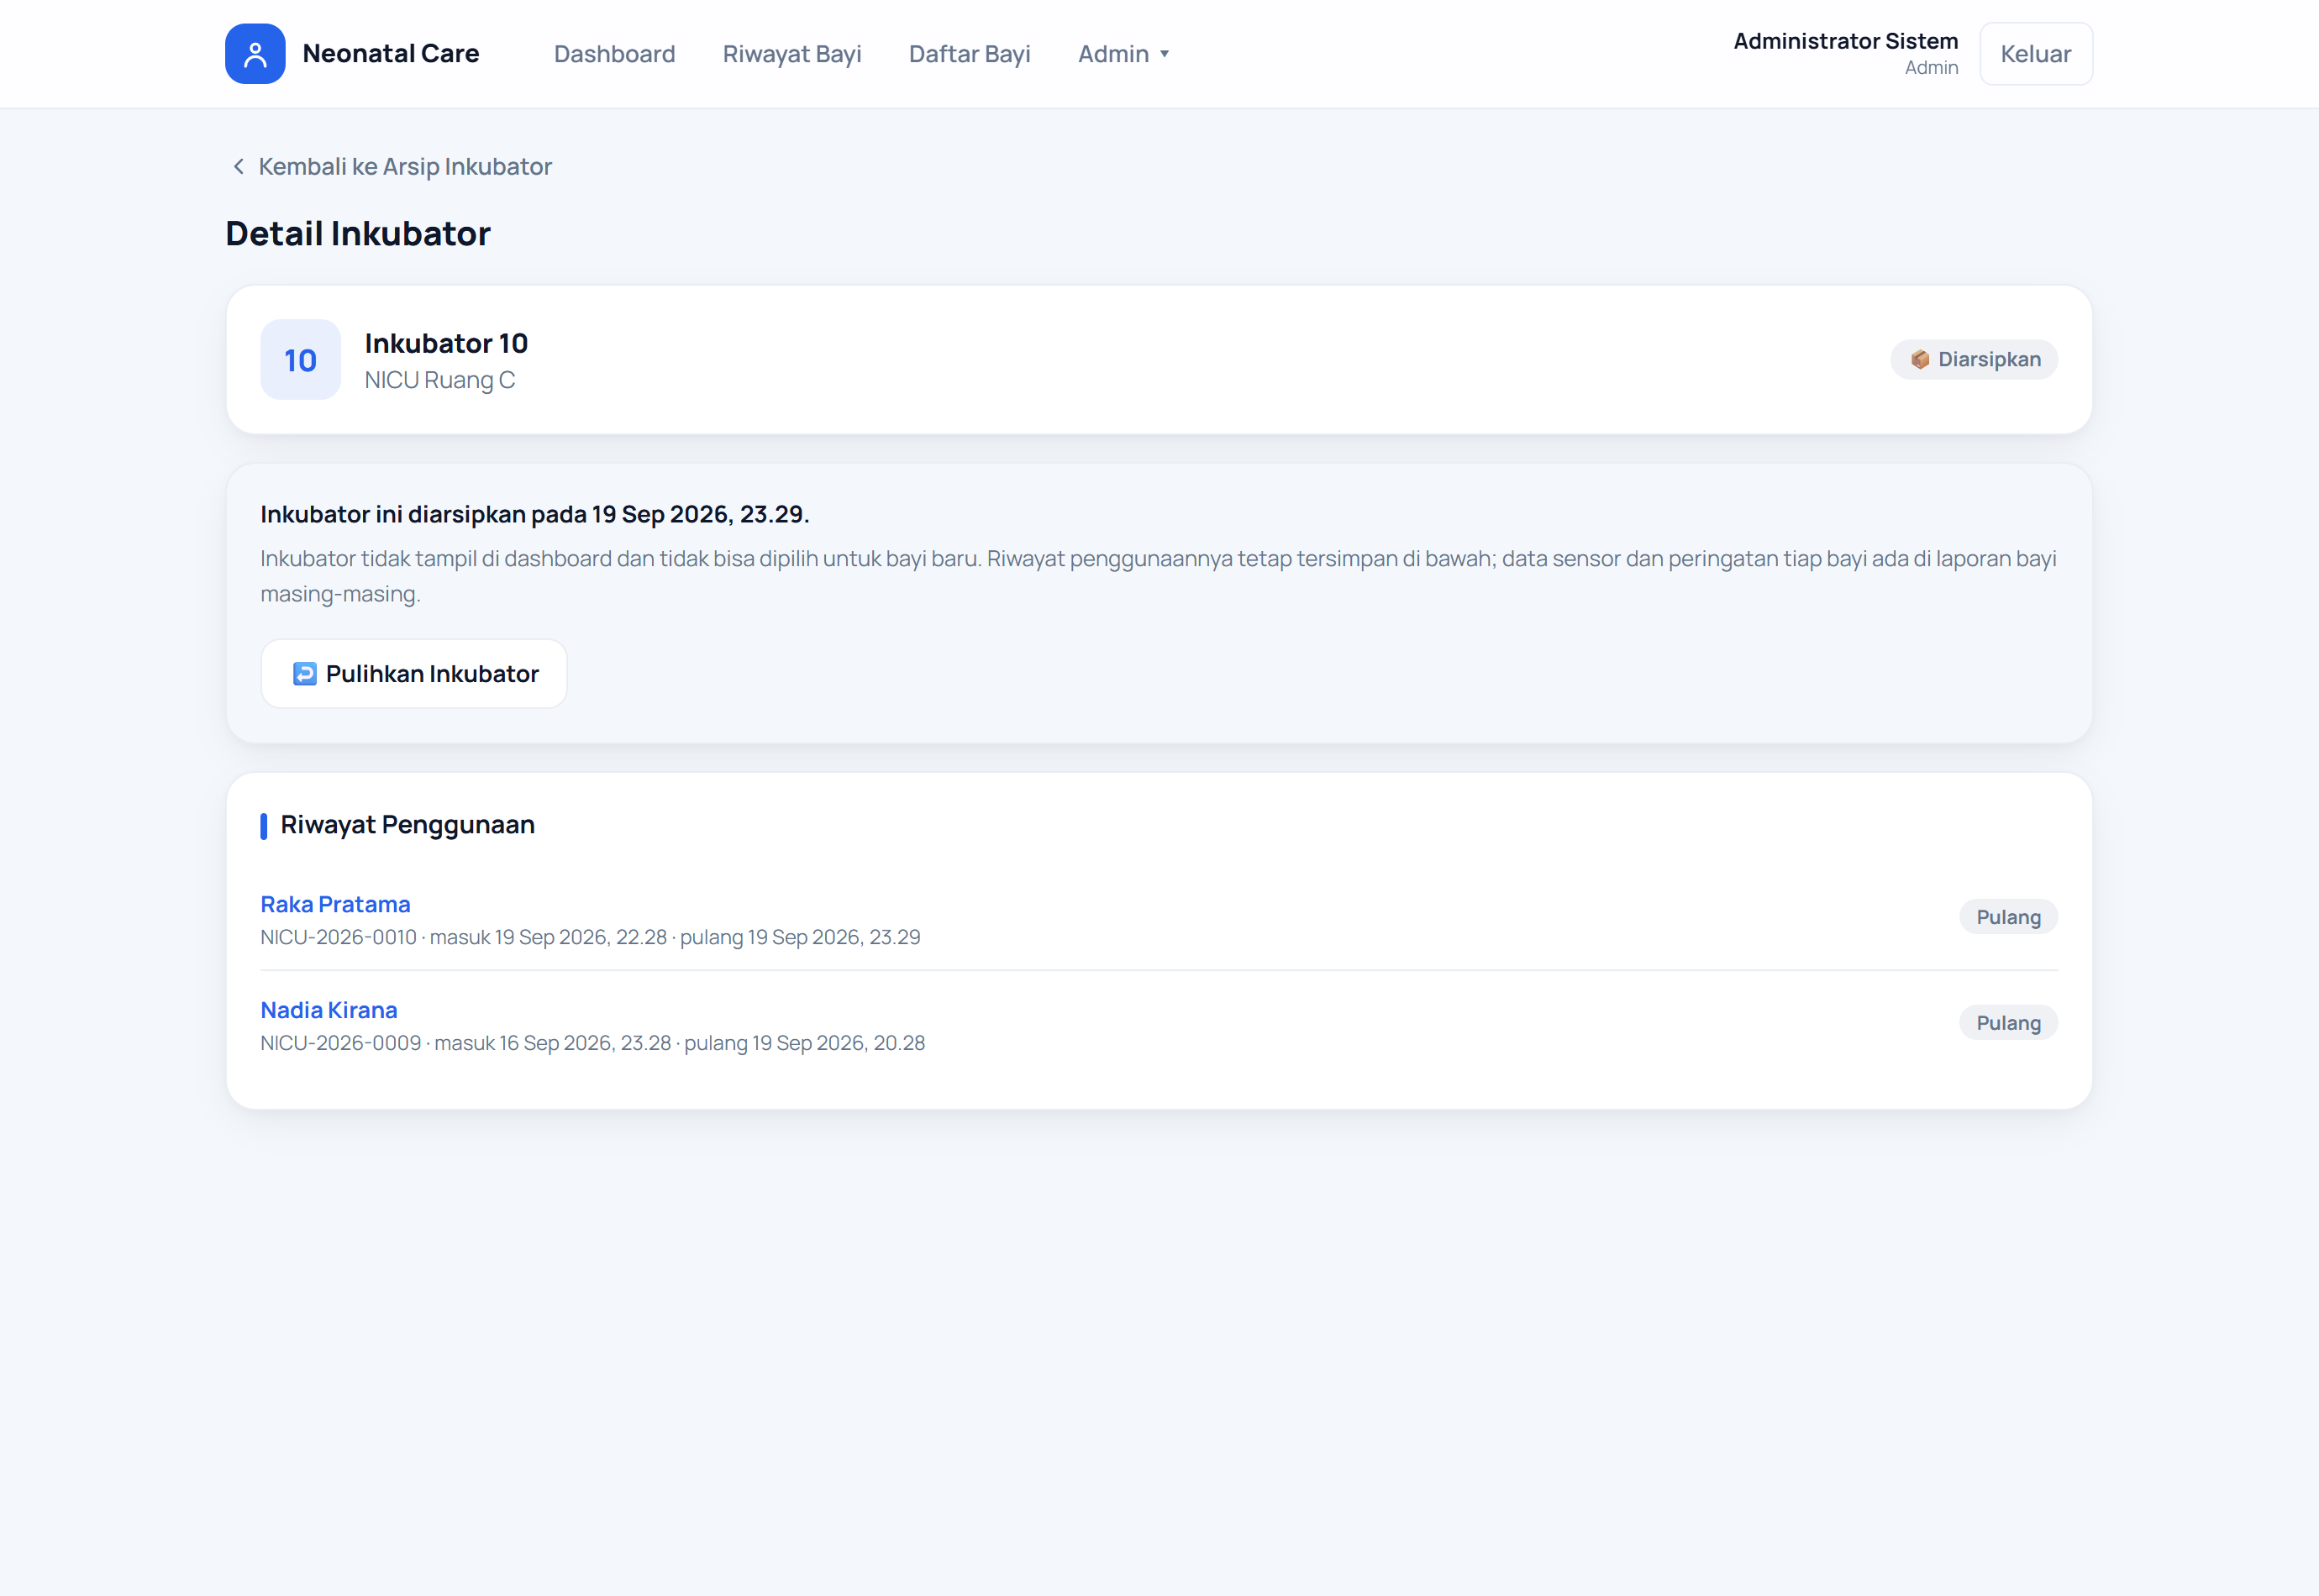 Neonatal Care
Dashboard
Riwayat Bayi
Daftar Bayi
Admin
Administrator Sistem
Admin
Keluar
Kembali ke Arsip Inkubator
Detail Inkubator
10
Inkubator 10
NICU Ruang C
Diarsipkan
Inkubator ini diarsipkan pada 19 Sep 2026, 23.29.
Inkubator tidak tampil di dashboard dan tidak bisa dipilih untuk bayi baru. Riwayat penggunaannya tetap tersimpan di bawah; data sensor dan peringatan tiap bayi ada di laporan bayi
masing-masing.
Pulihkan Inkubator
Riwayat Penggunaan
Raka Pratama
NICU-2026-0010 · masuk 19 Sep 2026, 22.28 · pulang 19 Sep 2026, 23.29
Pulang
Nadia Kirana
NICU-2026-0009 · masuk 16 Sep 2026, 23.28 · pulang 19 Sep 2026, 20.28
Pulang